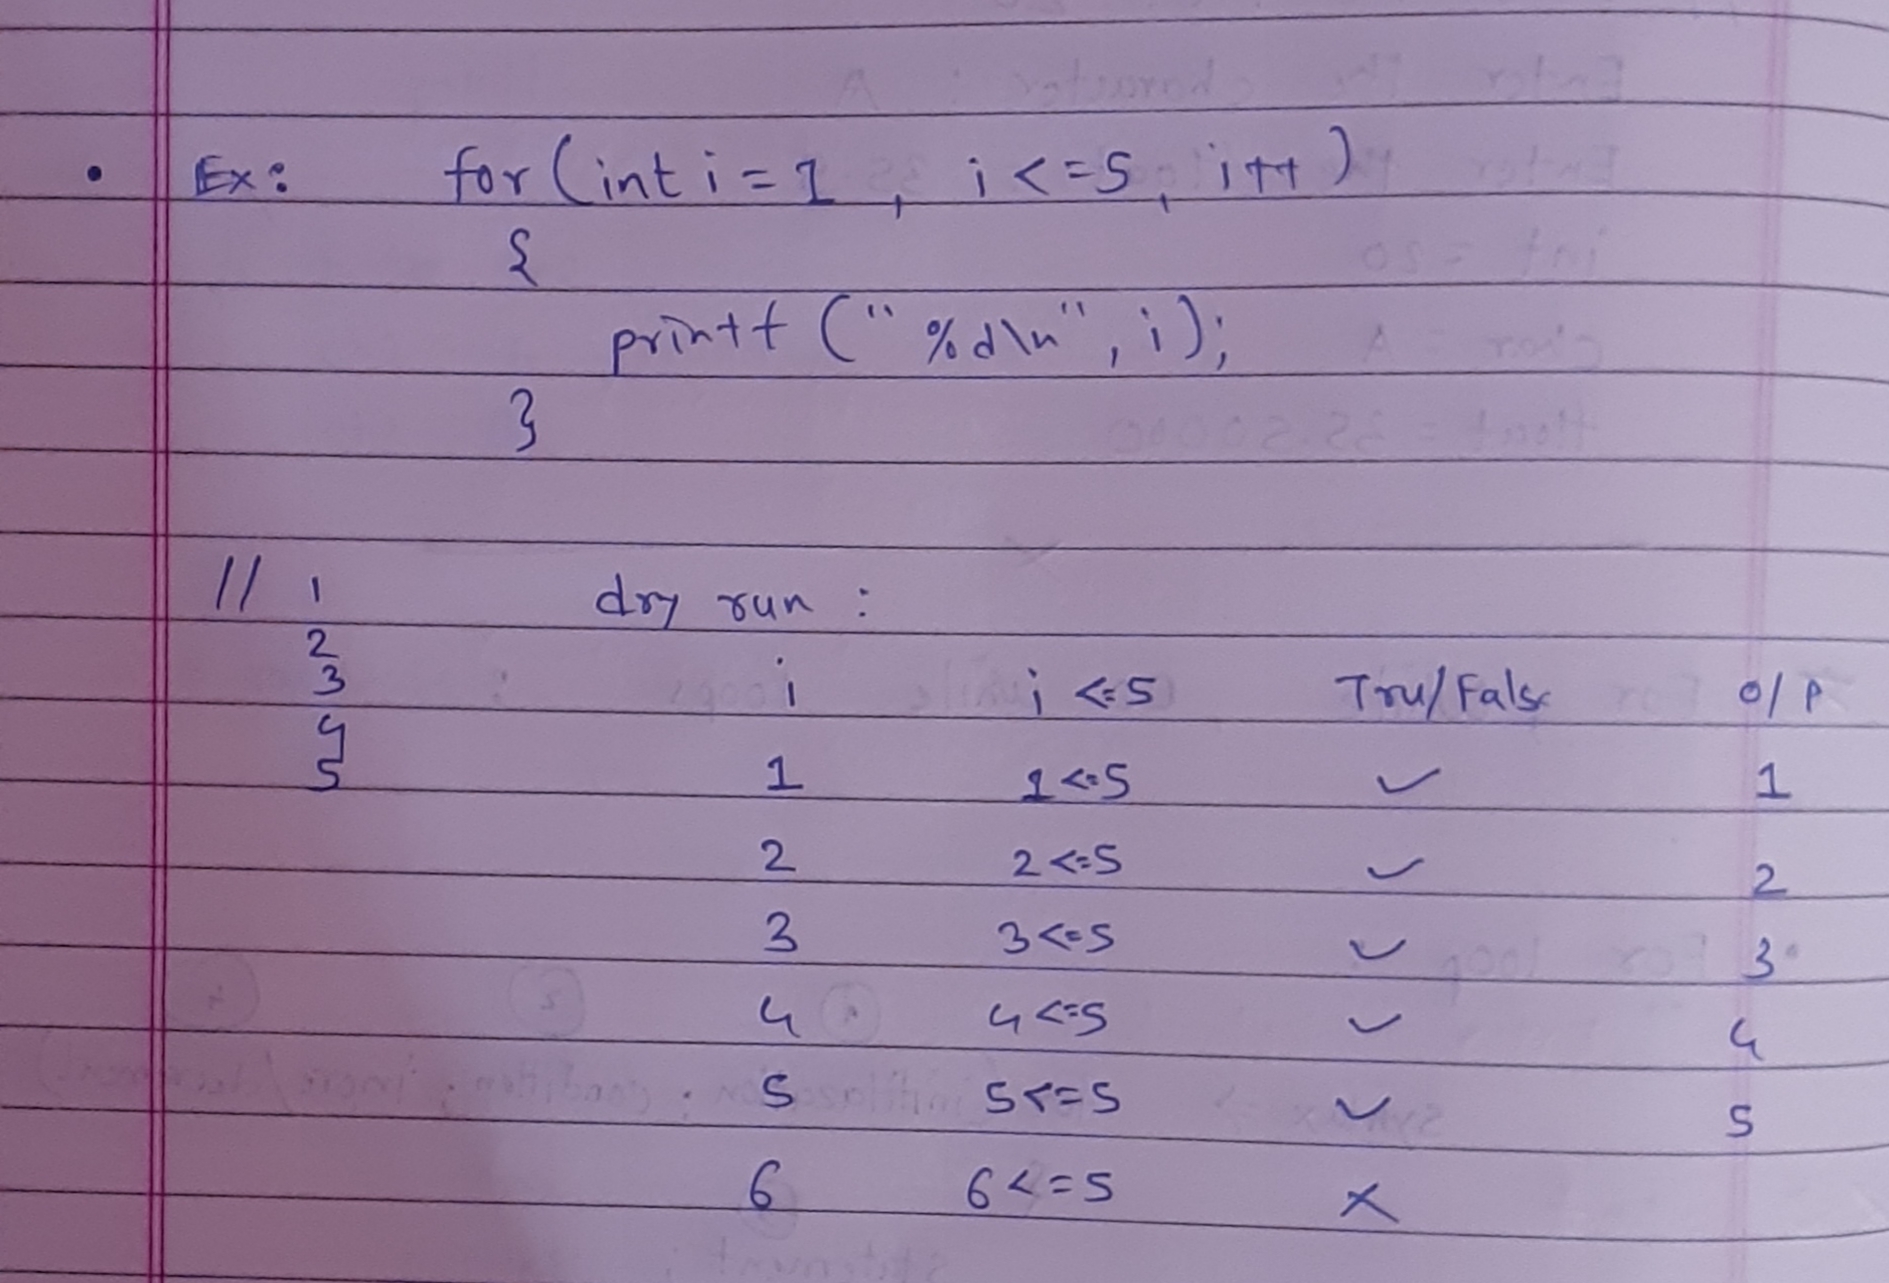 • Ex: for (int i = 1 , i <= 5 , i++)
{
printf (" %d\n", i);
}
// 1 dry run :
2
3 i i <= 5 Tru/False o/p
4
5 1 1 <= 5 ✓ 1
2 2 <= 5 ✓ 2
3 3 <= 5 ✓ 3
4 4 <= 5 ✓ 4
5 5 <= 5 ✓ 5
6 6 <= 5 ×